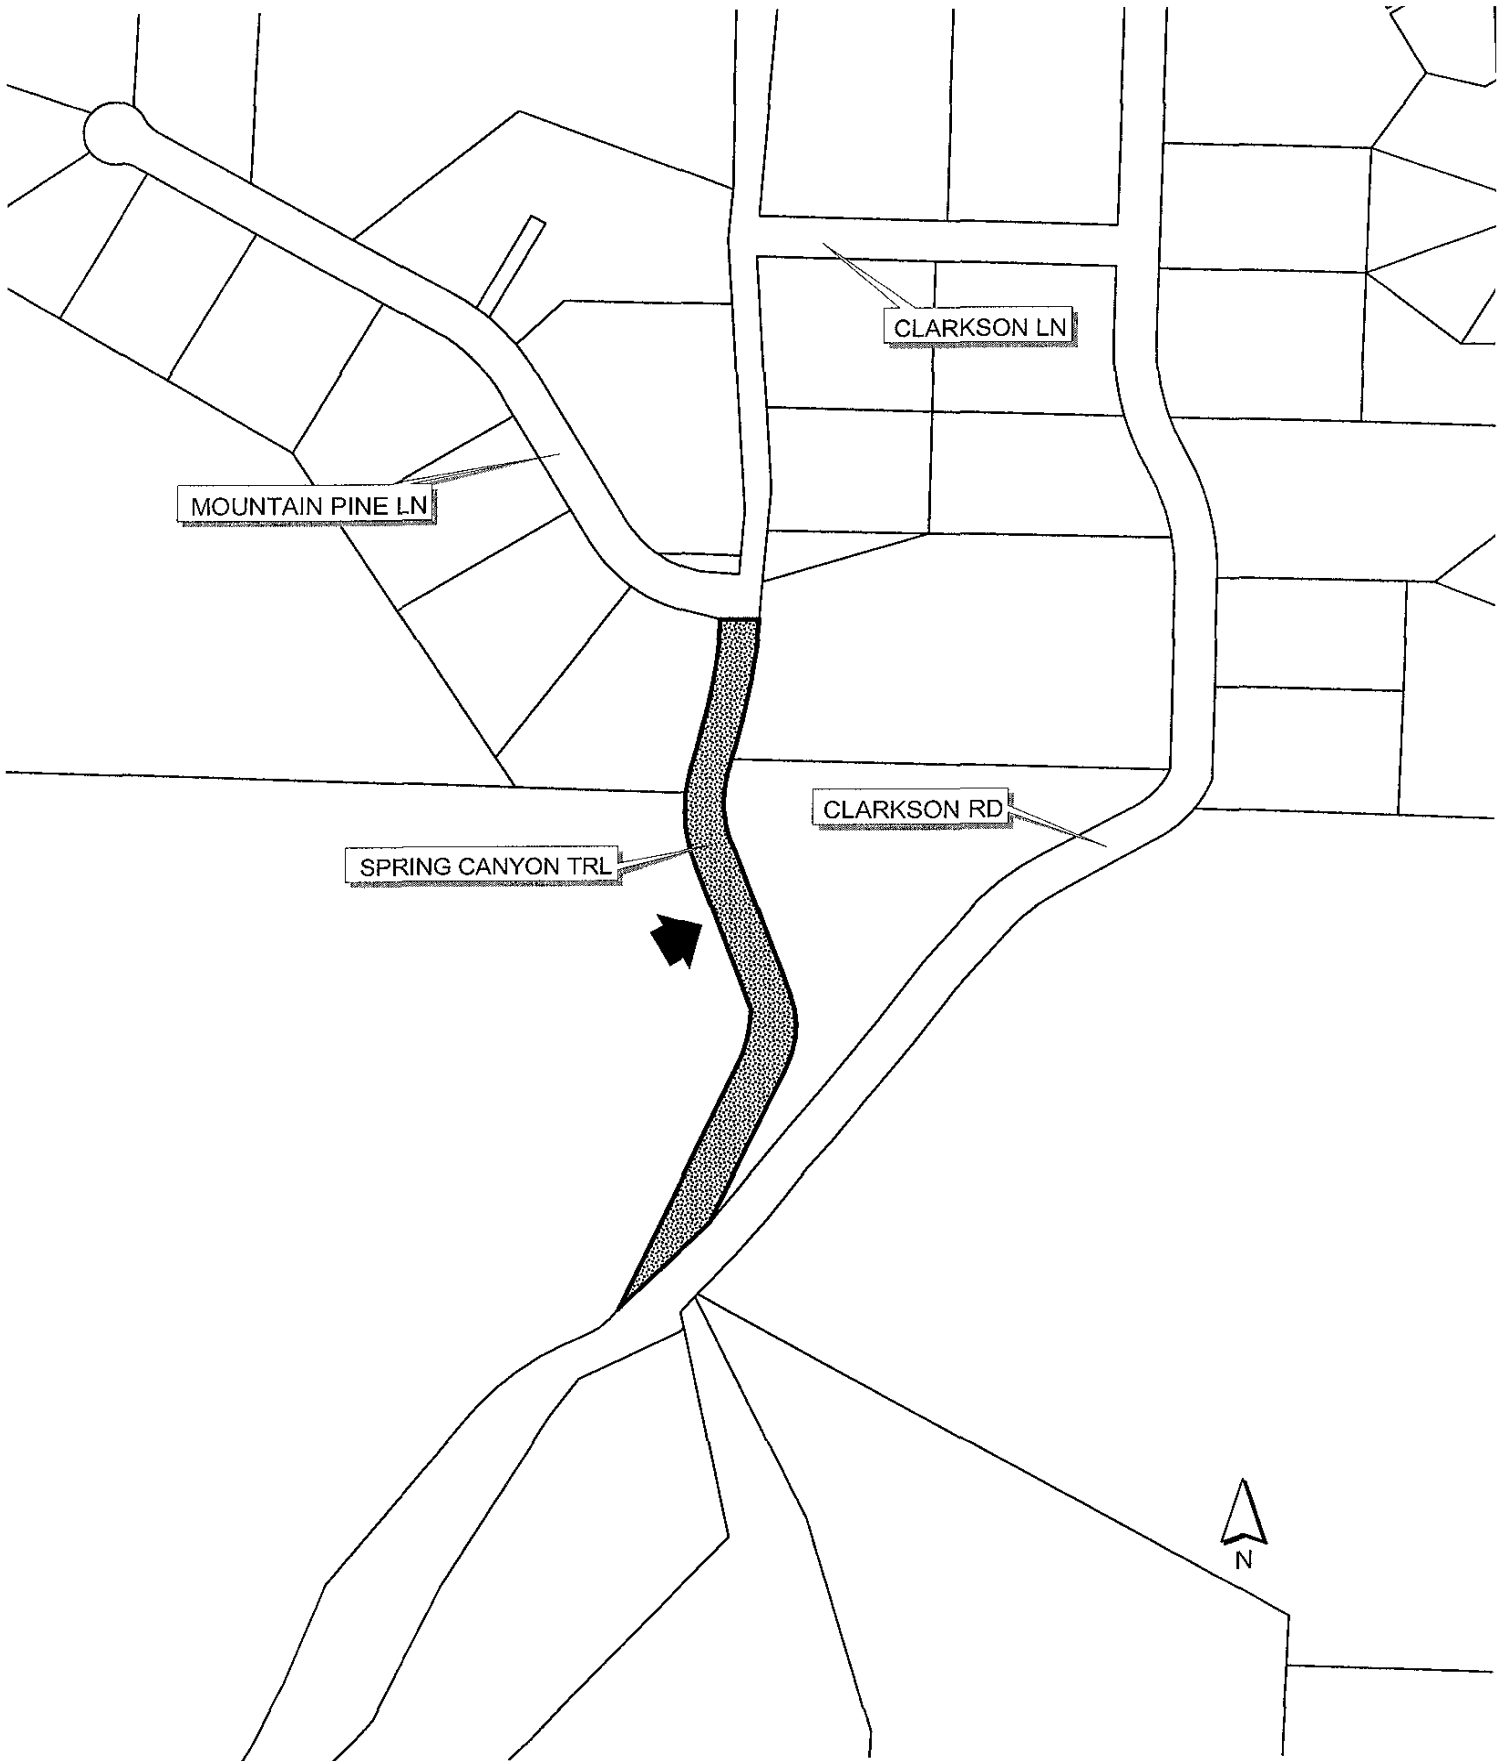 CLARKSON LN
MOUNTAIN PINE LN
CLARKSON RD
SPRING CANYON TRL
N